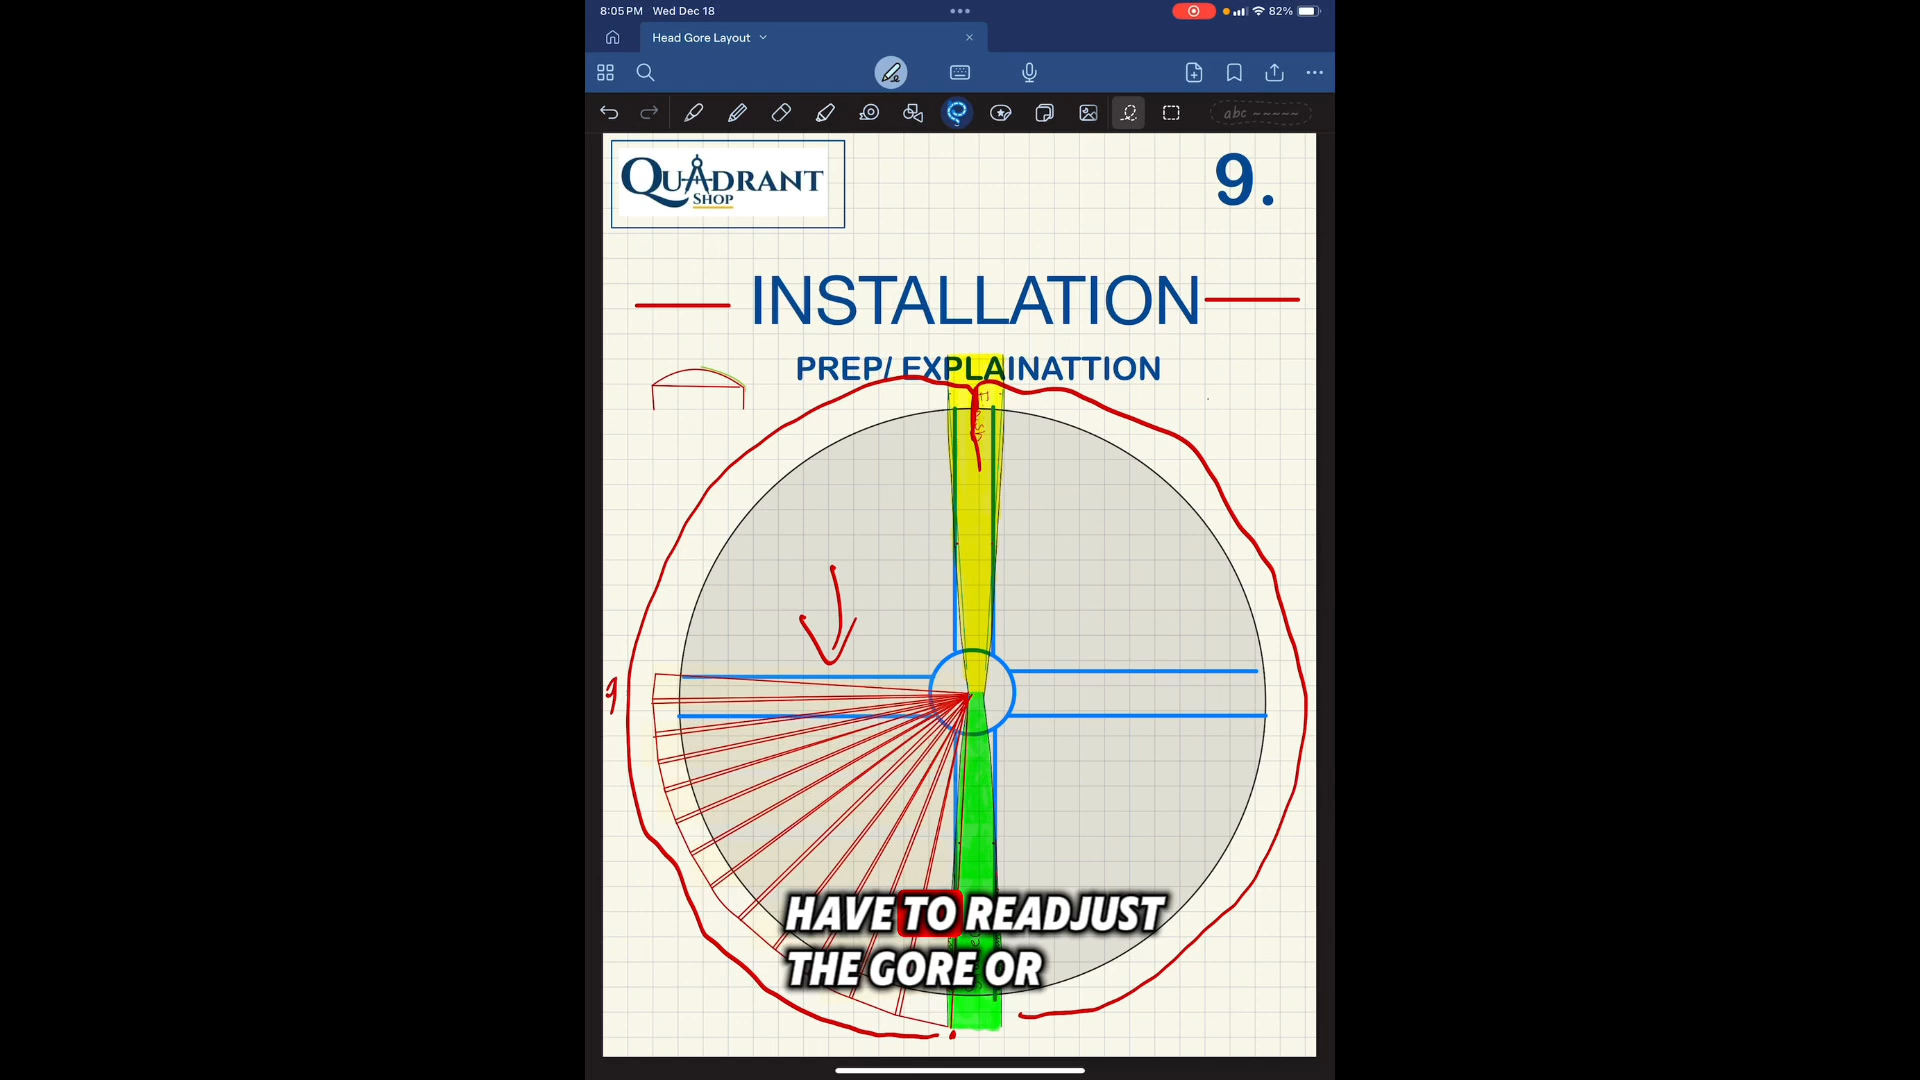 8:05 PM Wed Dec 18
82%
Head Gore Layout
abc
QUADRANT
SHOP
9.
INSTALLATION
PREP/ EXPLAINATTION
HAVE TO READJUST
THE GORE OR